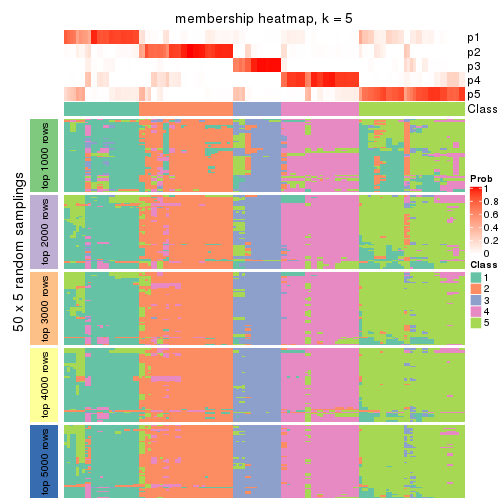 membership heatmap, k = 5
p1
p2
p3
p4
p5
Class
50 x 5 random samplings
top 1000 rows
top 2000 rows
top 3000 rows
top 4000 rows
top 5000 rows
Prob
1
0.8
0.6
0.4
0.2
0
Class
1
2
3
4
5